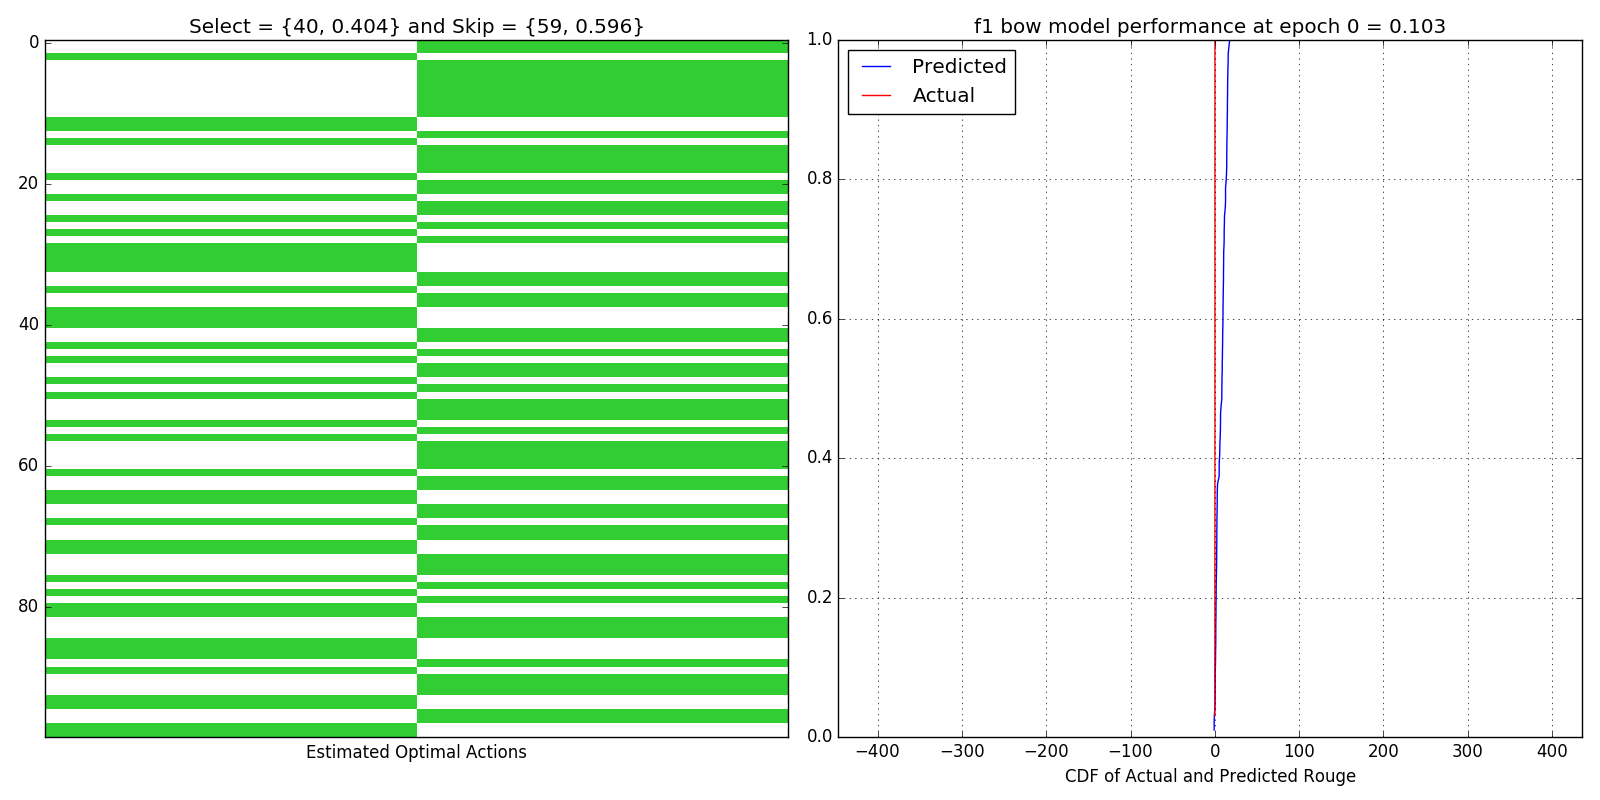 Select = {40, 0.404} and Skip = {59, 0.596}
0
20
40
60
80
Estimated Optimal Actions
f1 bow model performance at epoch 0 = 0.103
1.0
0.8
0.6
0.4
0.2
0.0
Predicted
Actual
−400 −300 −200 −100 0 100 200 300 400
CDF of Actual and Predicted Rouge